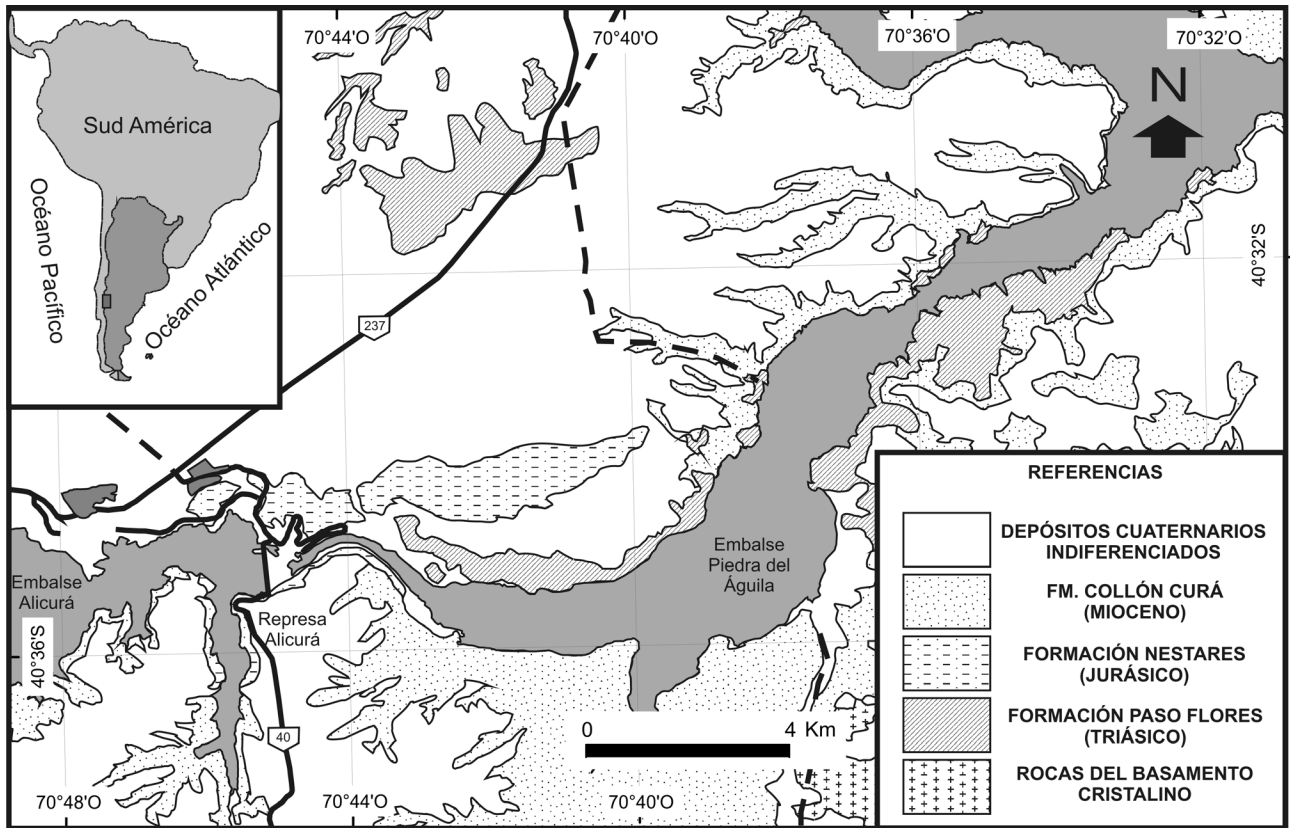 Sud América
Océano Pacífico
Océano Atlántico
70°44'O
70°40'O
70°36'O
70°32'O
N
40°32'S
237
Embalse
Alicurá
Represa
Alicurá
Embalse
Piedra del
Águila
40°36'S
40
0 4 Km
70°48'O
70°44'O
70°40'O
REFERENCIAS
DEPÓSITOS CUATERNARIOS
INDIFERENCIADOS
FM. COLLÓN CURÁ
(MIOCENO)
FORMACIÓN NESTARES
(JURÁSICO)
FORMACIÓN PASO FLORES
(TRIÁSICO)
ROCAS DEL BASAMENTO
CRISTALINO